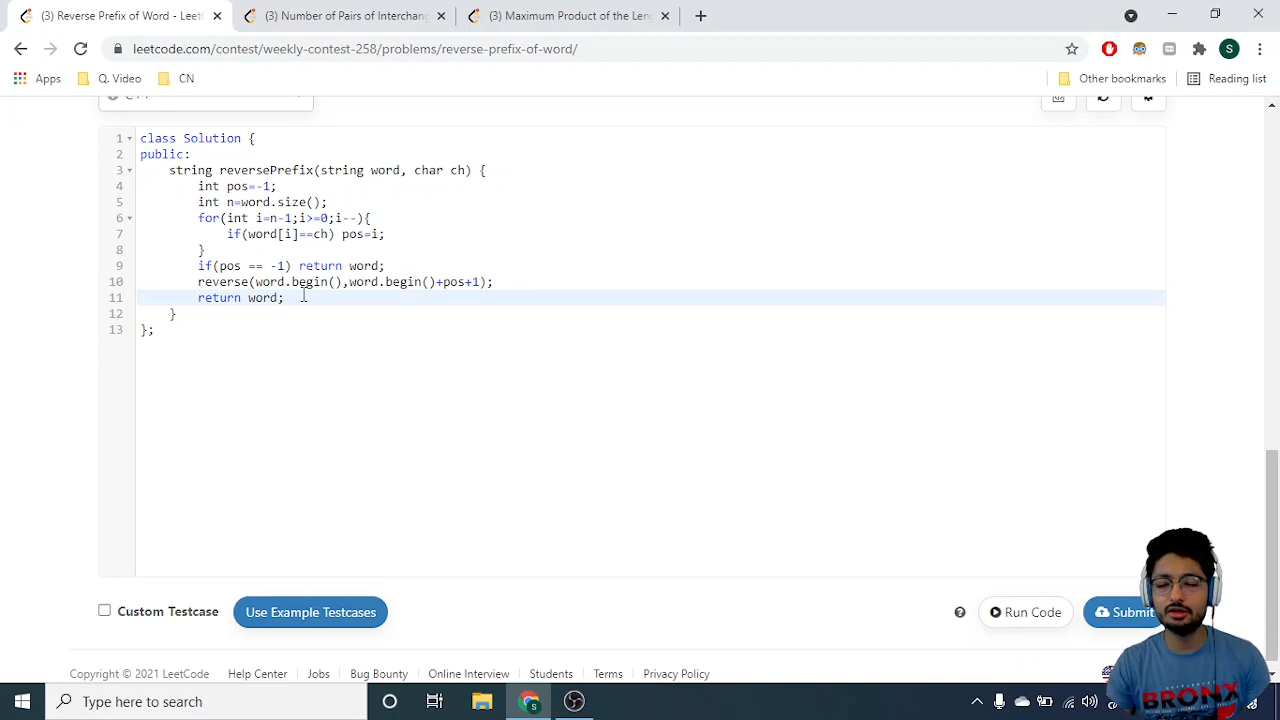 (3) Reverse Prefix of Word - LeetC
(3) Number of Pairs of Interchang
(3) Maximum Product of the Len
leetcode.com/contest/weekly-contest-258/problems/reverse-prefix-of-word/
S
Apps
Q. Video
CN
Other bookmarks
Reading list
1 class Solution {
2 public:
3 string reversePrefix(string word, char ch) {
4 int pos=-1;
5 int n=word.size();
6 for(int i=n-1;i>=0;i--){
7 if(word[i]==ch) pos=i;
8 }
9 if(pos == -1) return word;
10 reverse(word.begin(),word.begin()+pos+1);
11 return word;
12 }
13 };
Custom Testcase
Use Example Testcases
Run Code
Submit
Copyright © 2021 LeetCode
Help Center
Jobs
Bug Bounty
Online Interview
Students
Terms
Privacy Policy
Type here to search
BRONX